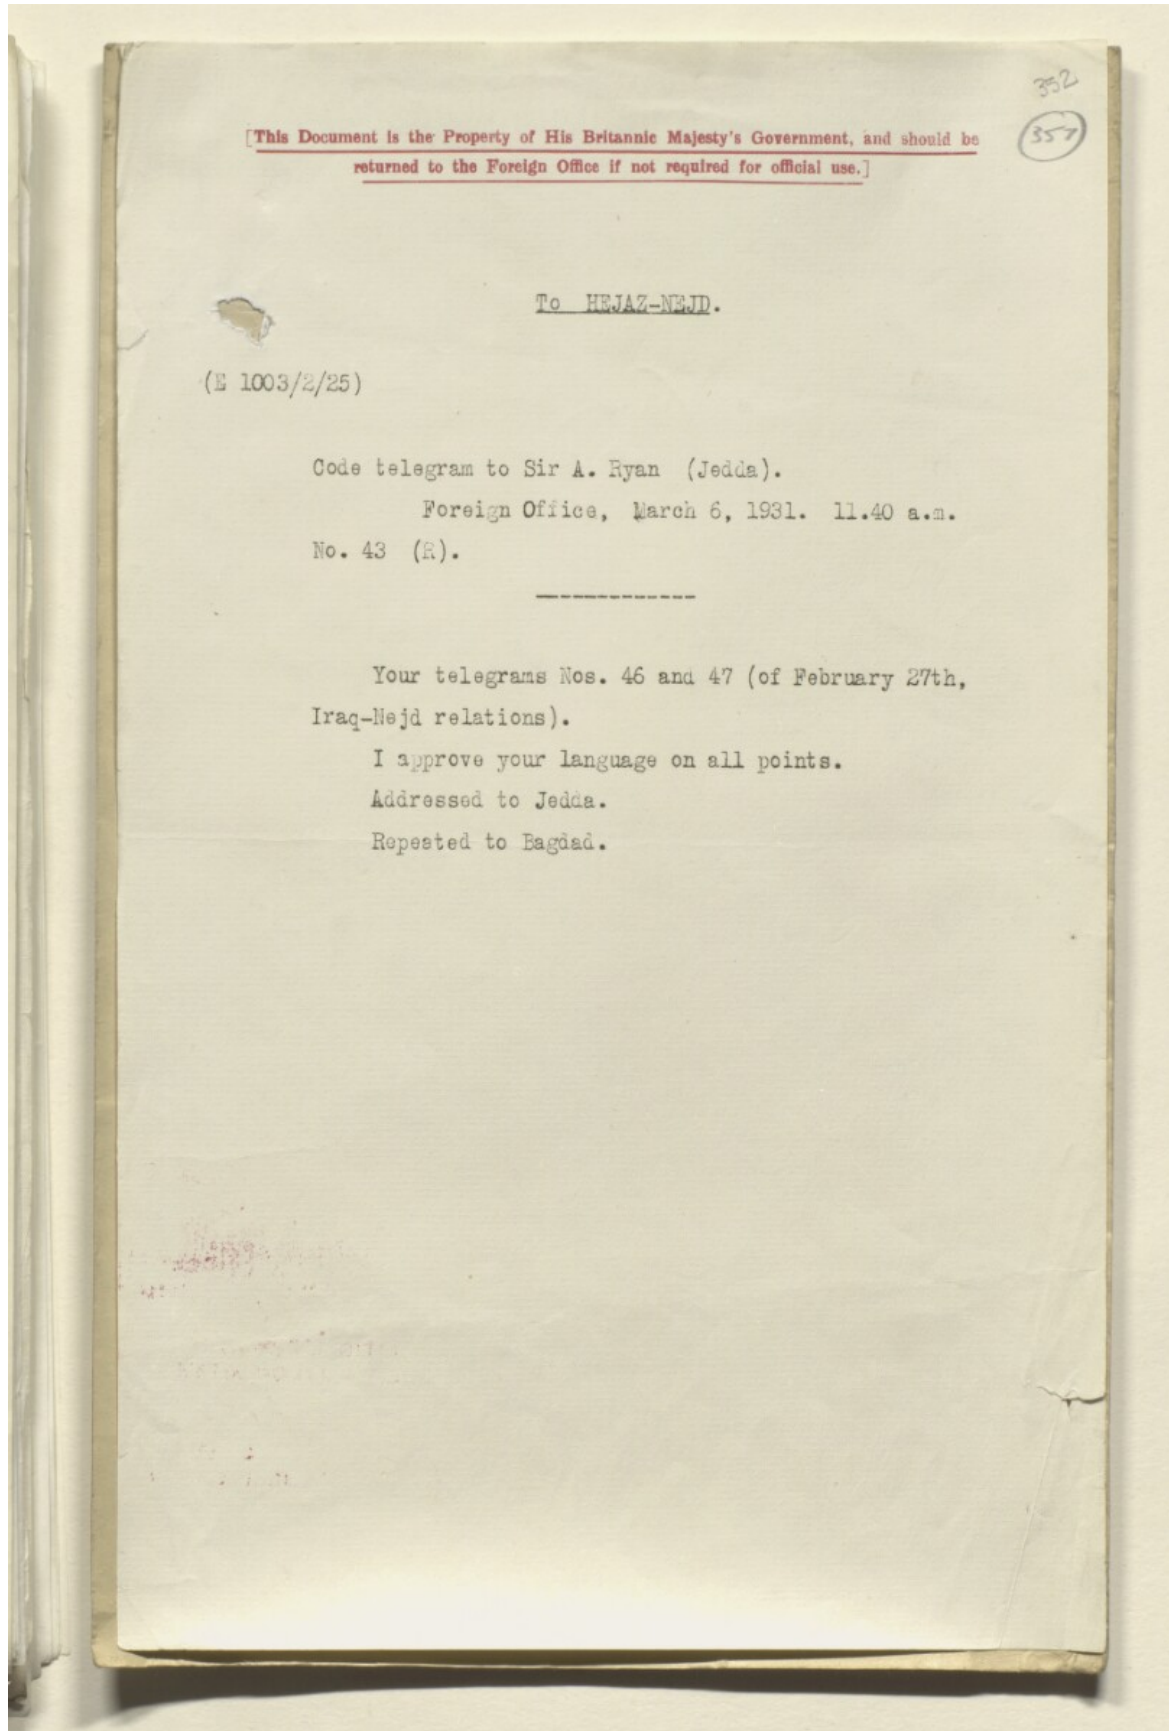 352
357
[This Document is the Property of His Britannic Majesty's Government, and should be
returned to the Foreign Office if not required for official use.]
To HEJAZ-NEJD.
(E 1003/2/25)
Code telegram to Sir A. Ryan (Jedda).
Foreign Office, March 6, 1931. 11.40 a.m.
No. 43 (R).
-------------
Your telegrams Nos. 46 and 47 (of February 27th,
Iraq-Nejd relations).
I approve your language on all points.
Addressed to Jedda.
Repeated to Bagdad.